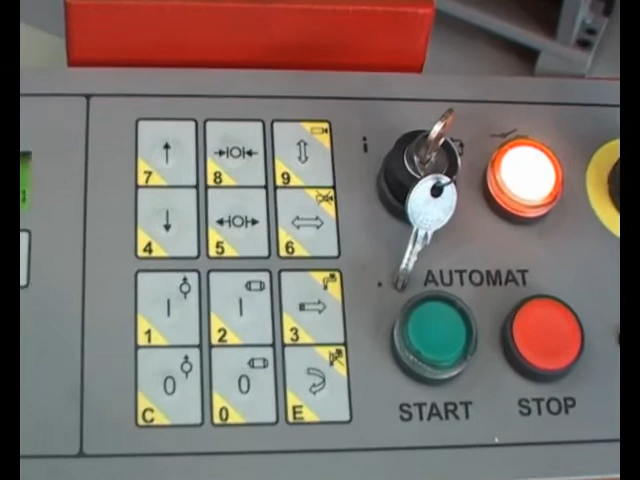 7 8 9
4 5 6
AUTOMAT
I I
1 2 3
0 0
C 0 E
START STOP